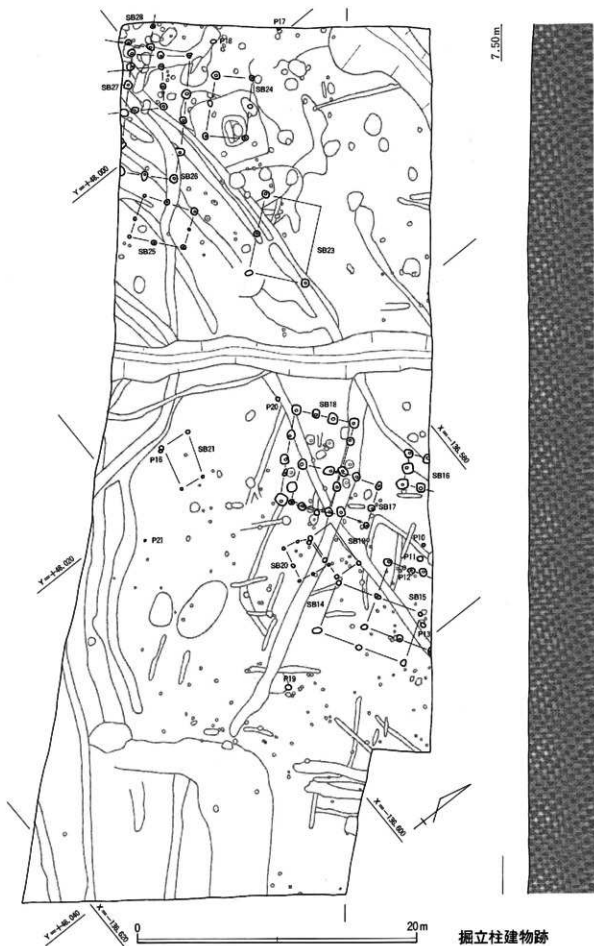 SB28
P17
7.50m
P18
SB27
SB24
Y=+48,000
SB26
SB25
SB23
P20
SB18
X=-136,580
SB21
P16
SB16
SB17
P21
SB19
P10
P11
Y=+48,020
SB20
P12
SB14
SB15
P13
P19
X=-136,600
Y=+48,040
X=-136,620
0
20m
掘立柱建物跡